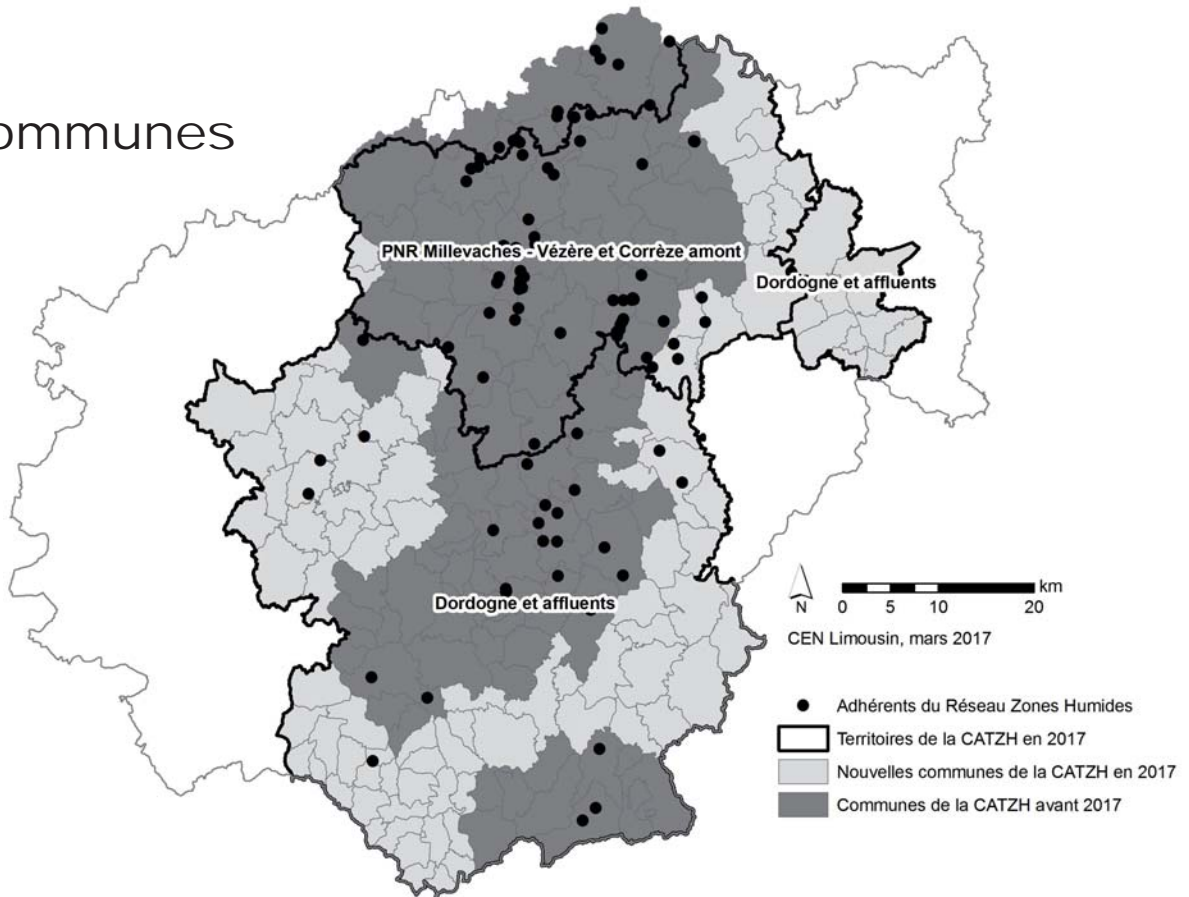 ommunes
PNR Millevaches - Vézère et Corrèze amont
Dordogne et affluents
Dordogne et affluents
N
0 5 10 20
km
CEN Limousin, mars 2017
Adhérents du Réseau Zones Humides
Territoires de la CATZH en 2017
Nouvelles communes de la CATZH en 2017
Communes de la CATZH avant 2017